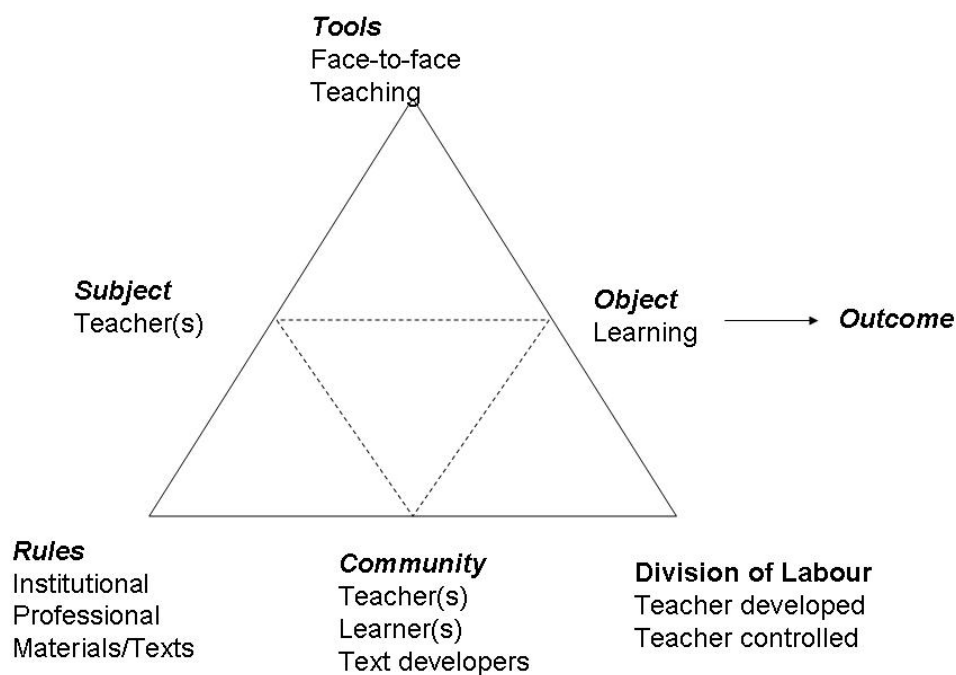 Tools
Face-to-face
Teaching
Subject
Teacher(s)
Object
Learning
Outcome
Rules
Institutional
Professional
Materials/Texts
Community
Teacher(s)
Learner(s)
Text developers
Division of Labour
Teacher developed
Teacher controlled